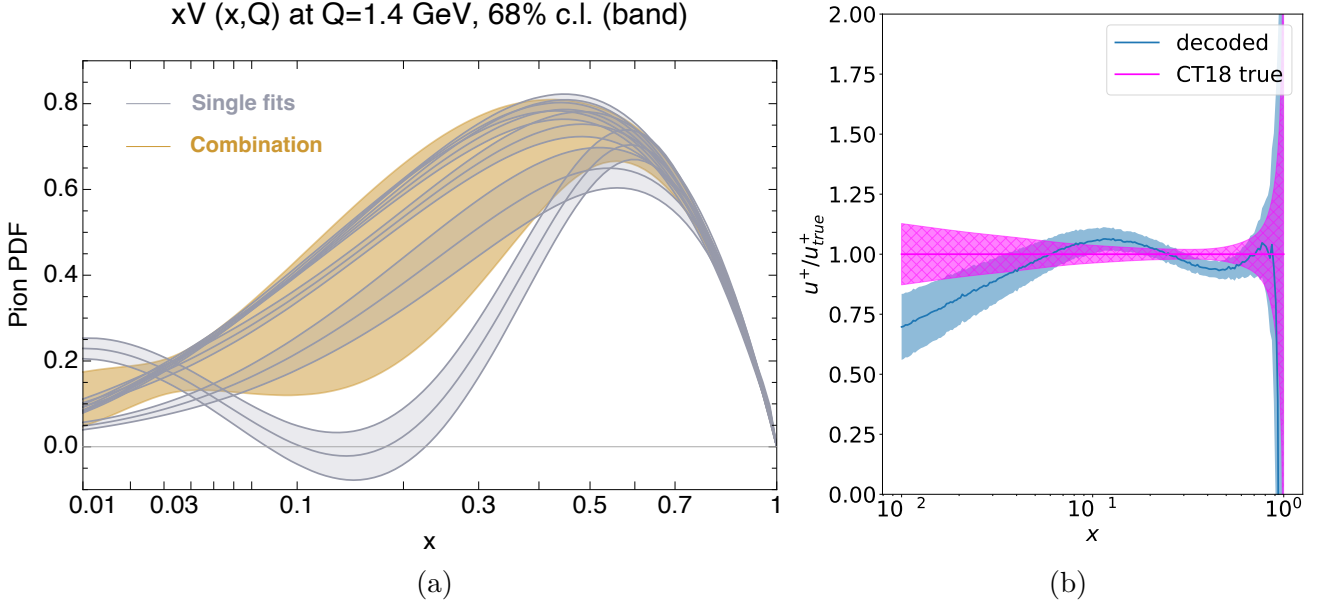 xV (x,Q) at Q=1.4 GeV, 68% c.l. (band)
Single fits
Combination
Pion PDF
0.8
0.6
0.4
0.2
0.0
0.01 0.03 0.1 0.3 0.5 0.7 1
x
(a)
decoded
CT18 true
u⁺/u⁺true
2.00
1.75
1.50
1.25
1.00
0.75
0.50
0.25
0.00
10 2 10 1 10⁰
x
(b)